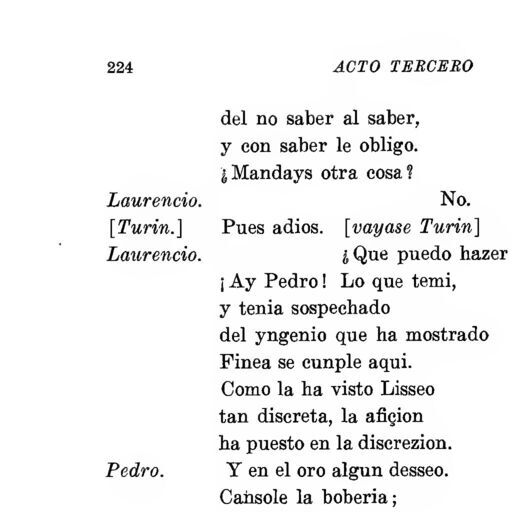 224 ACTO TERCERO
del no saber al saber,
y con saber le obligo.
¿Mandays otra cosa?
Laurencio. No.
[Turin.] Pues adios. [vayase Turin]
Laurencio. ¿Que puedo hazer
¡Ay Pedro! Lo que temi,
y tenia sospechado
del yngenio que ha mostrado
Finea se cunple aqui.
Como la ha visto Lisseo
tan discreta, la afiçion
ha puesto en la discrezion.
Pedro. Y en el oro algun desseo.
Cansole la boberia;